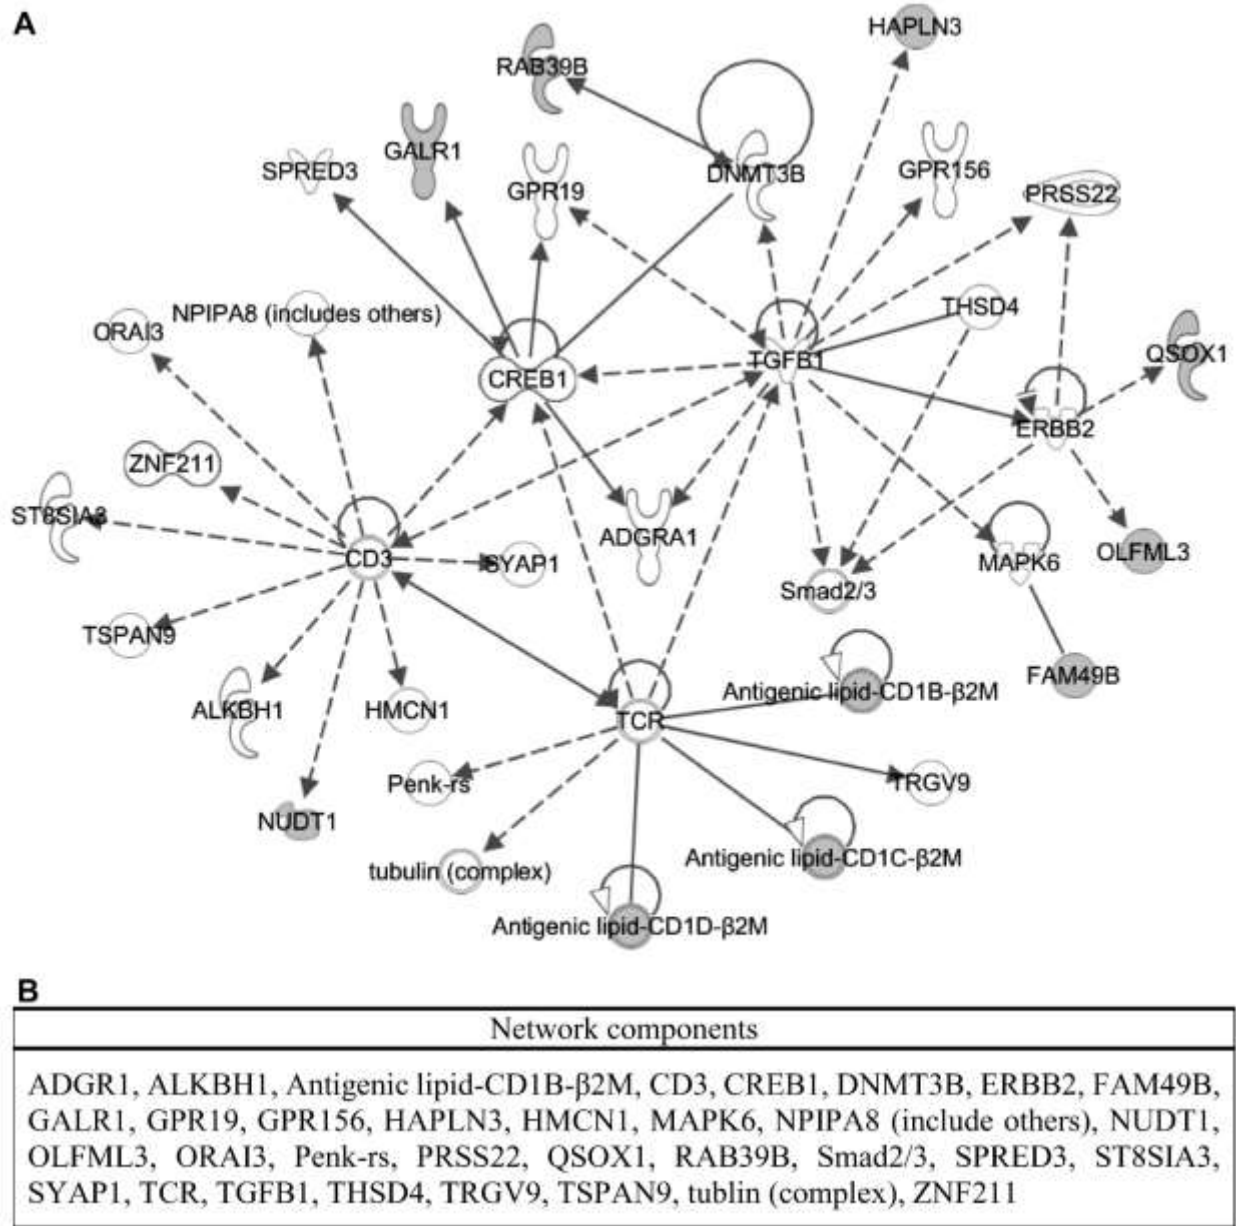 A
HAPLN3
RAB39B
GALR1
SPRED3
GPR19
DNMT3B
GPR156
PRSS22
NPIPA8 (includes others)
THSD4
ORAI3
QSOX1
TGFB1
CREB1
ERBB2
ZNF211
ST8SIA3
ADGRA1
OLFML3
CD3
SYAP1
MAPK6
Smad2/3
TSPAN9
FAM49B
Antigenic lipid-CD1B-β2M
ALKBH1
HMCN1
TCR
Penk-rs
TRGV9
NUDT1
Antigenic lipid-CD1C-β2M
tubulin (complex)
Antigenic lipid-CD1D-β2M
B
Network components
ADGR1, ALKBH1, Antigenic lipid-CD1B-β2M, CD3, CREB1, DNMT3B, ERBB2, FAM49B,
GALR1, GPR19, GPR156, HAPLN3, HMCN1, MAPK6, NPIPA8 (include others), NUDT1,
OLFML3, ORAI3, Penk-rs, PRSS22, QSOX1, RAB39B, Smad2/3, SPRED3, ST8SIA3,
SYAP1, TCR, TGFB1, THSD4, TRGV9, TSPAN9, tublin (complex), ZNF211